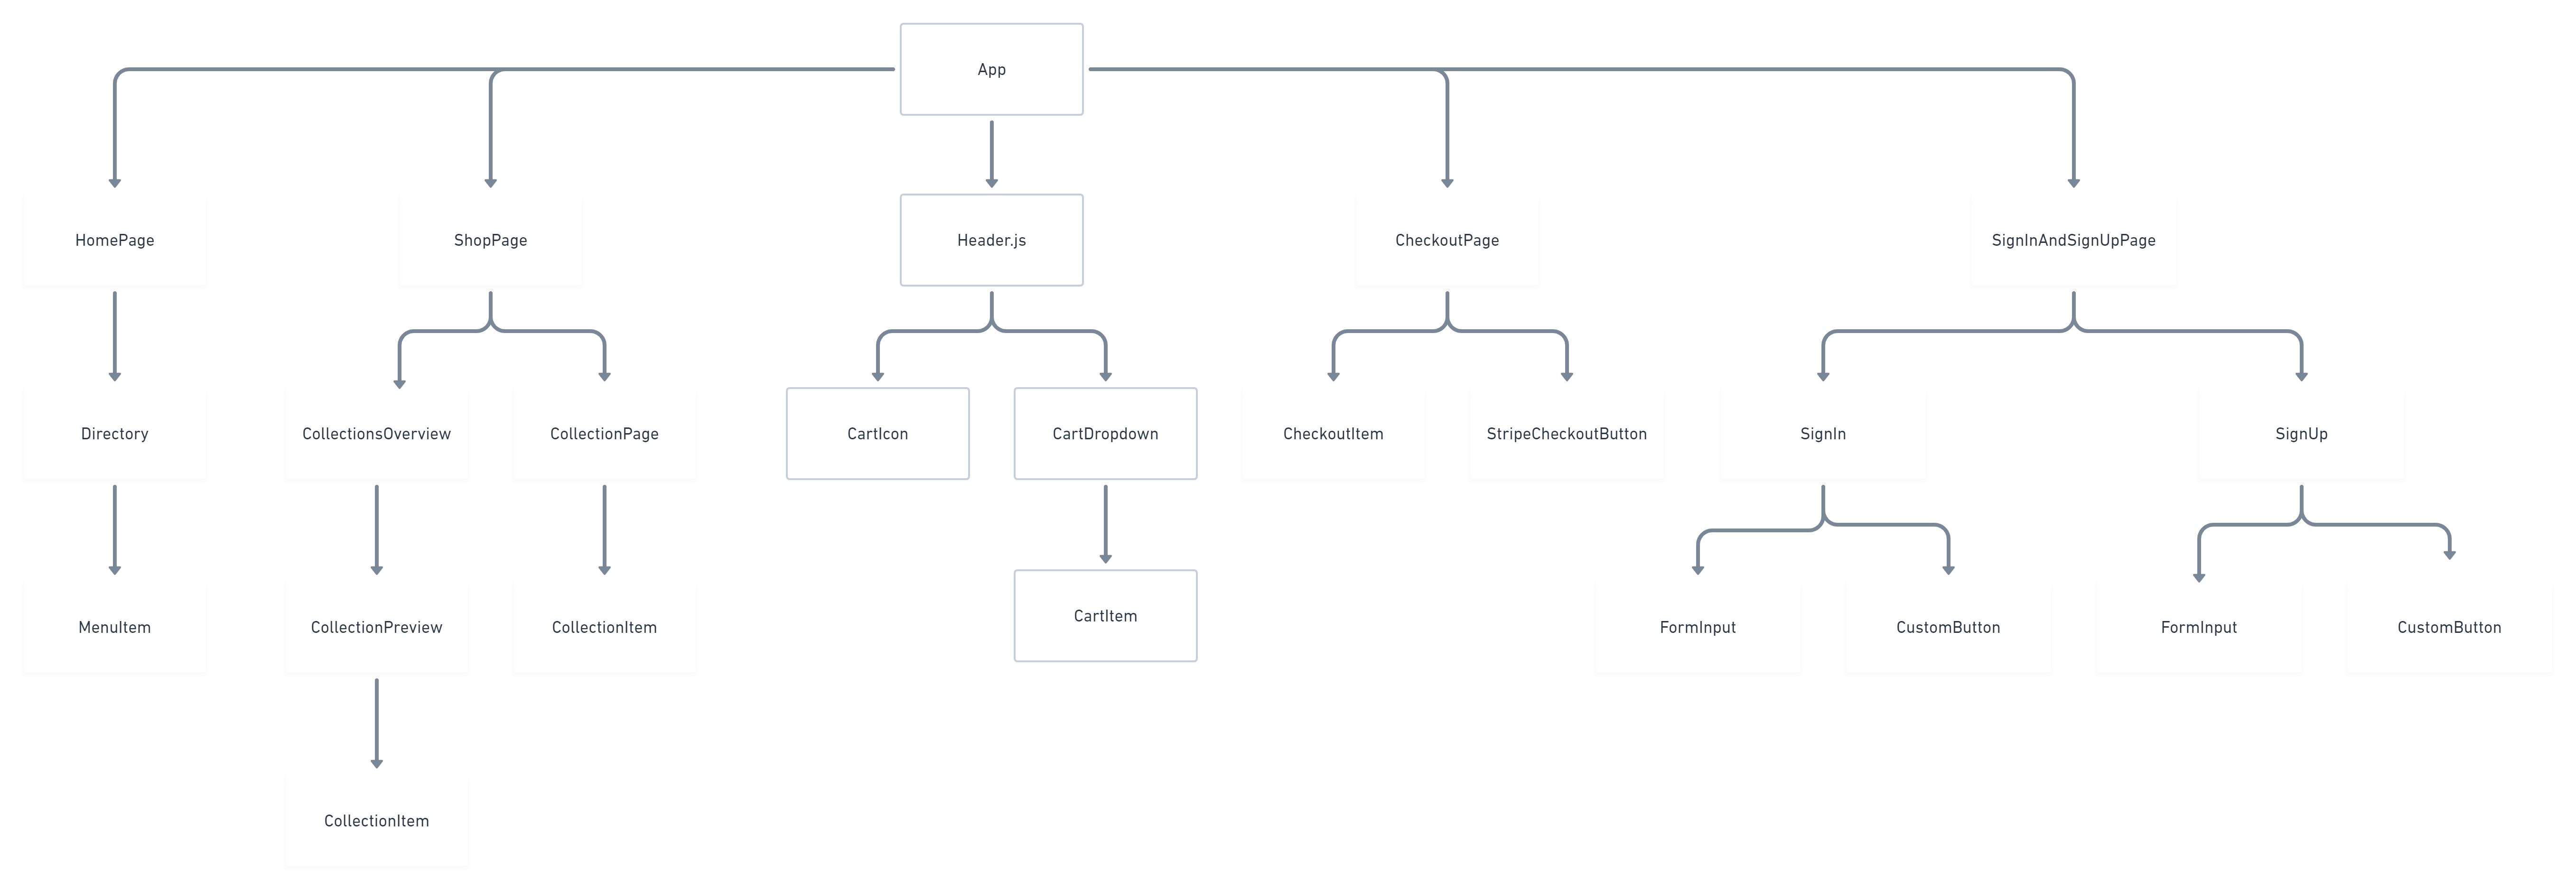 App
HomePage
ShopPage
Header.js
CheckoutPage
SignInAndSignUpPage
Directory
CollectionsOverview
CollectionPage
CartIcon
CartDropdown
CheckoutItem
StripeCheckoutButton
SignIn
SignUp
MenuItem
CollectionPreview
CollectionItem
CartItem
FormInput
CustomButton
FormInput
CustomButton
CollectionItem